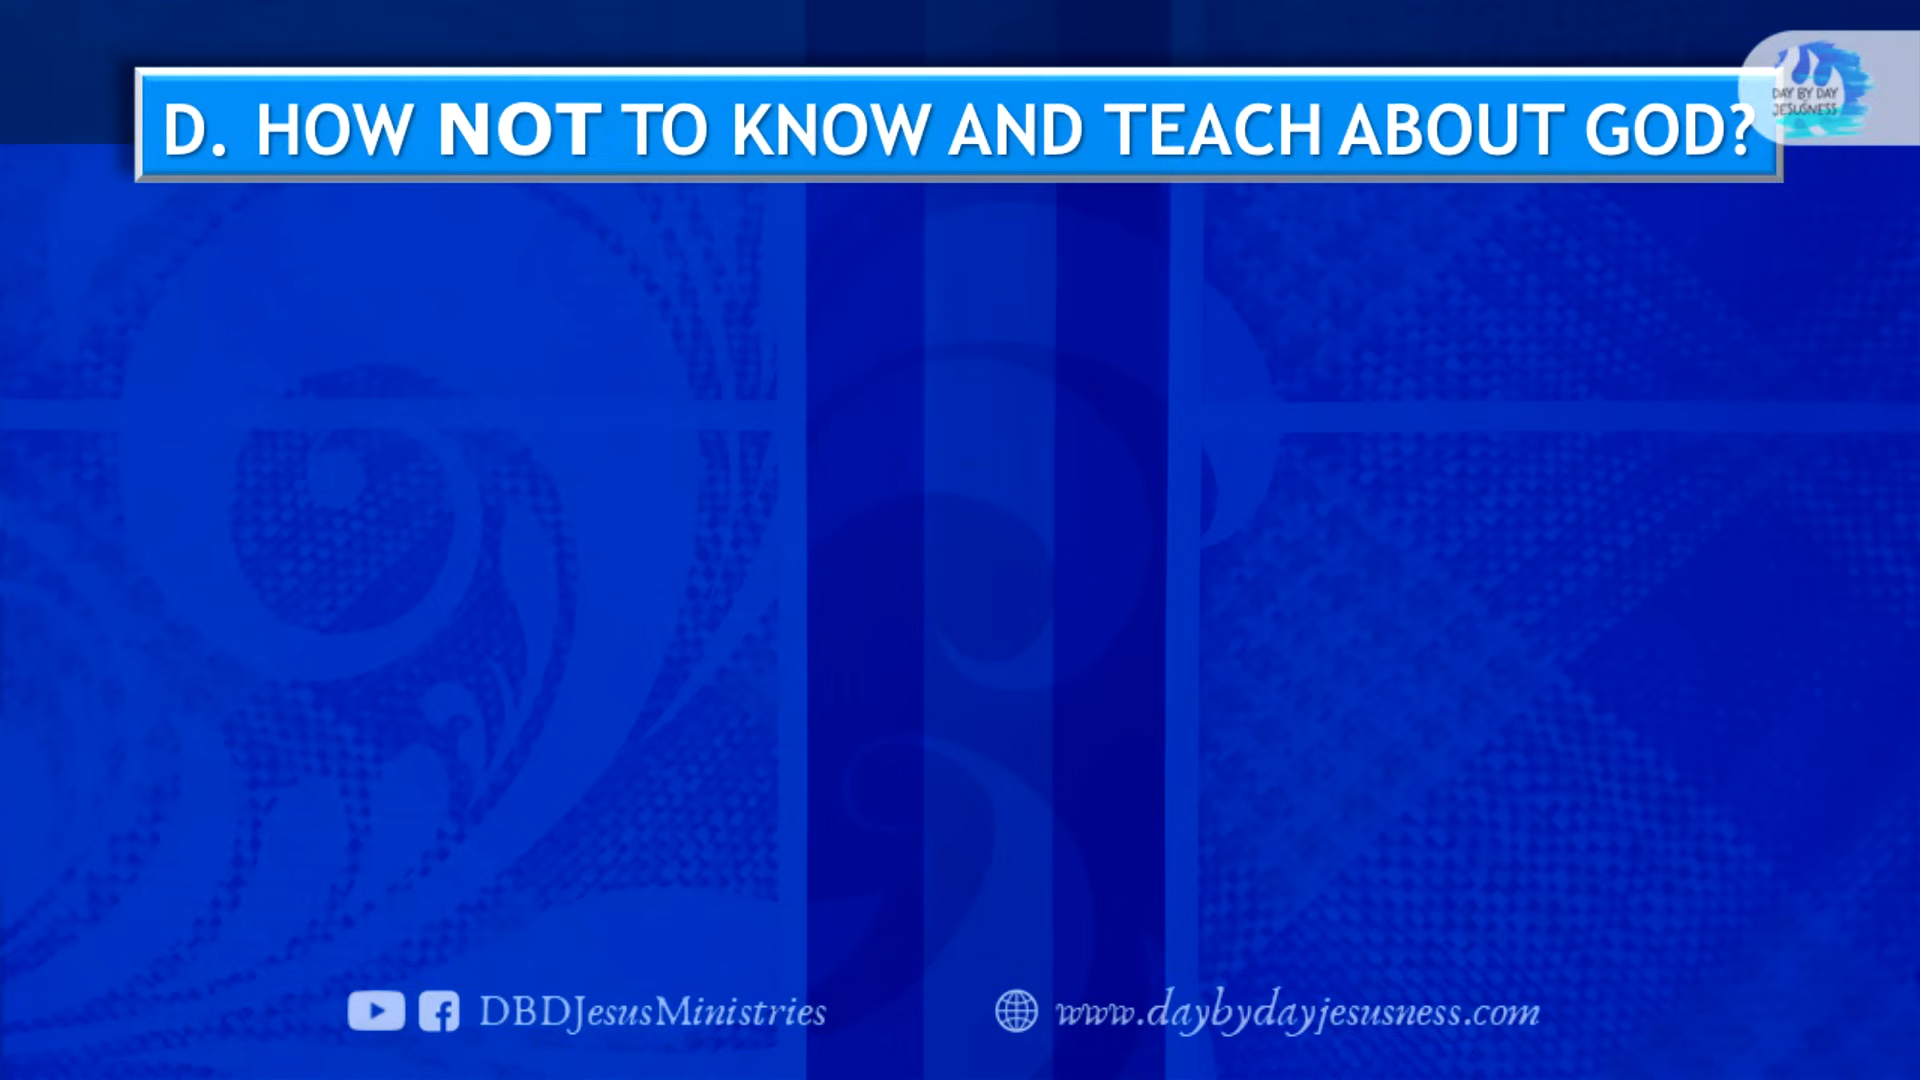 D. HOW NOT TO KNOW AND TEACH ABOUT GOD?
DAY BY DAY
JESUSNESS
DBDJesusMinistries
www.daybydayjesusness.com